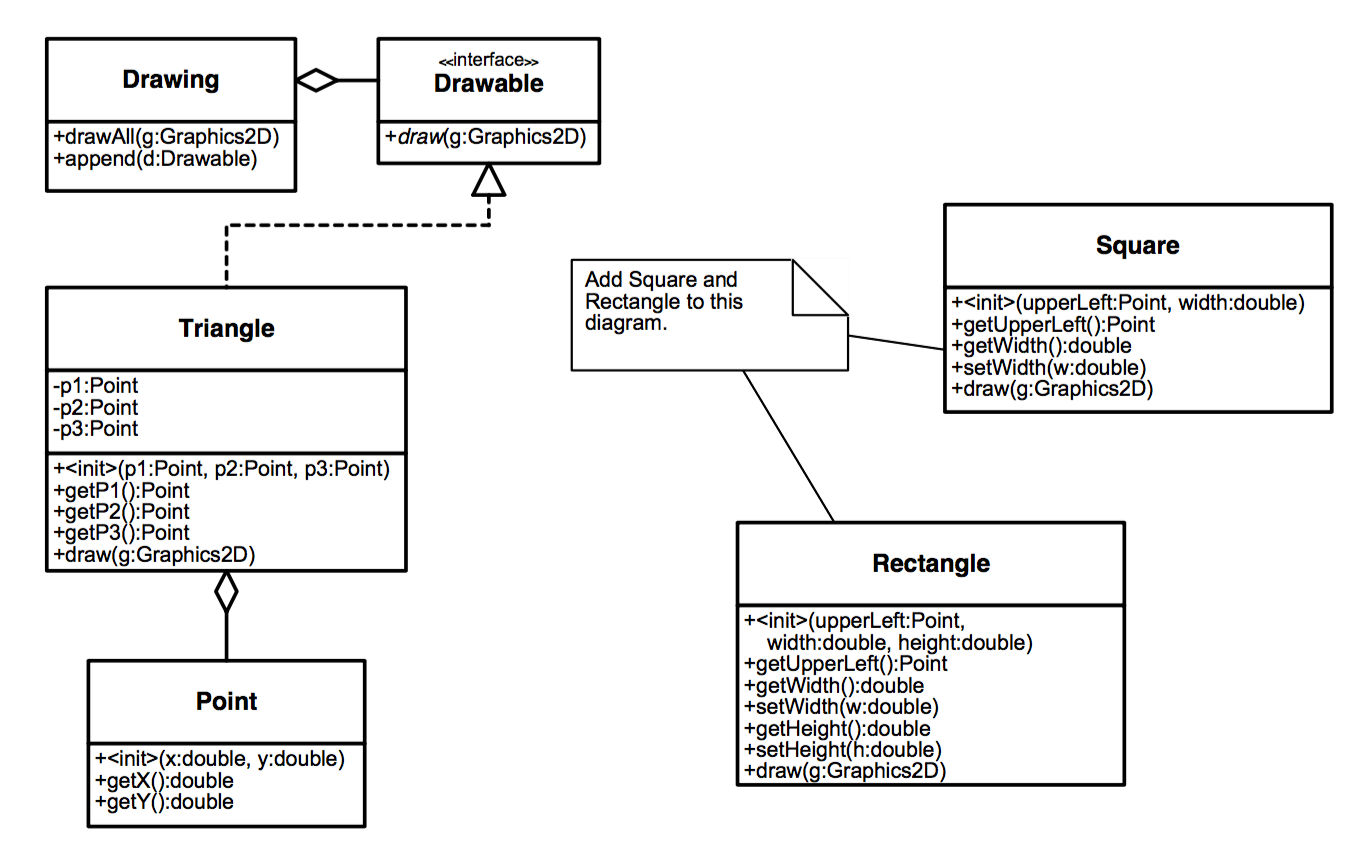 Drawing
+drawAll(g:Graphics2D)
+append(d:Drawable)
<<interface>>
Drawable
+draw(g:Graphics2D)
Triangle
-p1:Point
-p2:Point
-p3:Point
+<init>(p1:Point, p2:Point, p3:Point)
+getP1():Point
+getP2():Point
+getP3():Point
+draw(g:Graphics2D)
Point
+<init>(x:double, y:double)
+getX():double
+getY():double
Add Square and
Rectangle to this
diagram.
Square
+<init>(upperLeft:Point, width:double)
+getUpperLeft():Point
+getWidth():double
+setWidth(w:double)
+draw(g:Graphics2D)
Rectangle
+<init>(upperLeft:Point,
width:double, height:double)
+getUpperLeft():Point
+getWidth():double
+setWidth(w:double)
+getHeight():double
+setHeight(h:double)
+draw(g:Graphics2D)